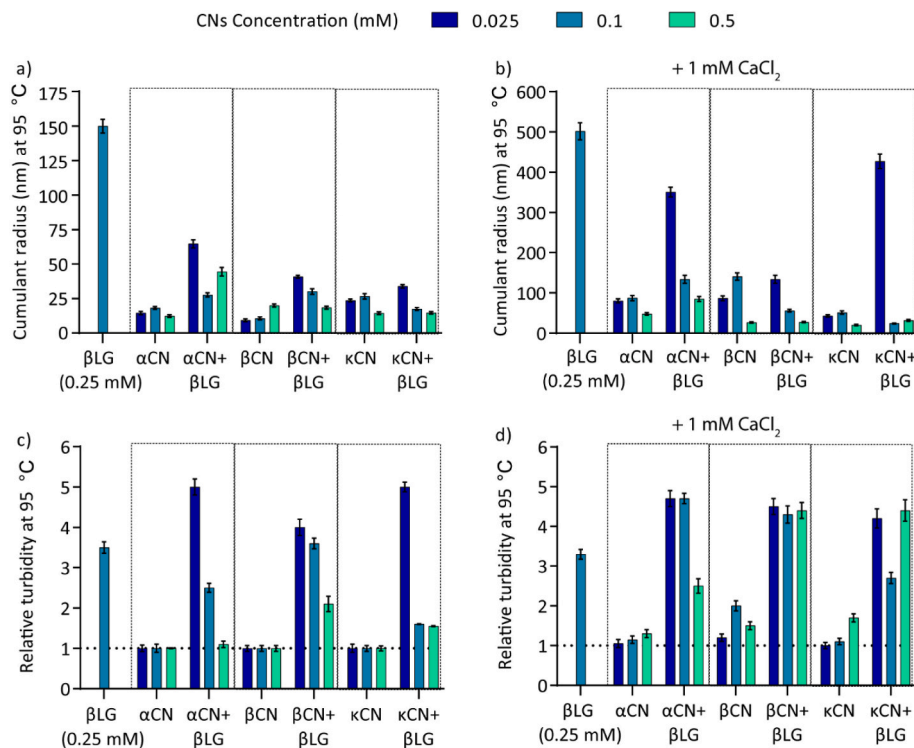 CNs Concentration (mM) 0.025 0.1 0.5
a)
Cumulant radius (nm) at 95 °C
175
150
125
100
75
50
25
0
βLG αCN αCN+ βCN βCN+ κCN κCN+
(0.25 mM) βLG βLG βLG
b)
+ 1 mM CaCl₂
Cumulant radius (nm) at 95 °C
600
500
400
300
200
100
0
βLG αCN αCN+ βCN βCN+ κCN κCN+
(0.25 mM) βLG βLG βLG
c)
Relative turbidity at 95 °C
6
5
4
3
2
1
0
βLG αCN αCN+ βCN βCN+ κCN κCN+
(0.25 mM) βLG βLG βLG
d)
+ 1 mM CaCl₂
Relative turbidity at 95 °C
6
5
4
3
2
1
0
βLG αCN αCN+ βCN βCN+ κCN κCN+
(0.25 mM) βLG βLG βLG